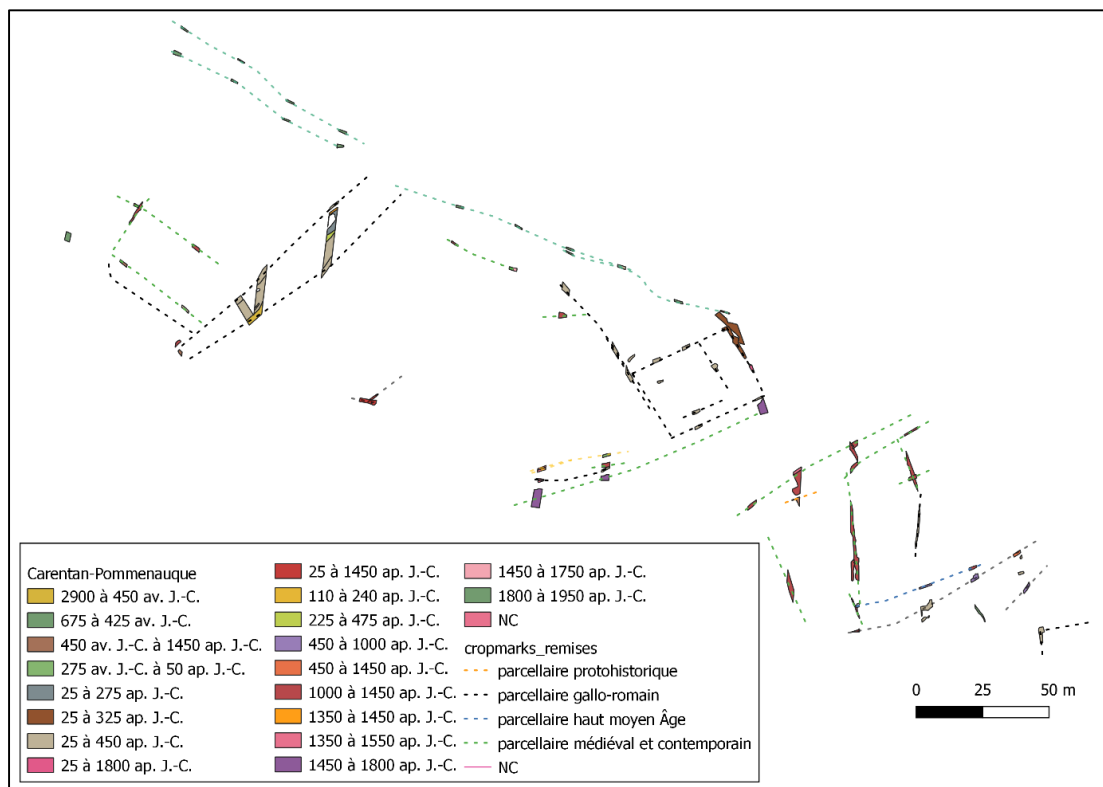 Carentan-Pommenauque
2900 à 450 av. J.-C.
675 à 425 av. J.-C.
450 av. J.-C. à 1450 ap. J.-C.
275 av. J.-C. à 50 ap. J.-C.
25 à 275 ap. J.-C.
25 à 325 ap. J.-C.
25 à 450 ap. J.-C.
25 à 1800 ap. J.-C.
25 à 1450 ap. J.-C.
110 à 240 ap. J.-C.
225 à 475 ap. J.-C.
450 à 1000 ap. J.-C.
450 à 1450 ap. J.-C.
1000 à 1450 ap. J.-C.
1350 à 1450 ap. J.-C.
1350 à 1550 ap. J.-C.
1450 à 1800 ap. J.-C.
1450 à 1750 ap. J.-C.
1800 à 1950 ap. J.-C.
NC
cropmarks_remises
parcellaire protohistorique
parcellaire gallo-romain
parcellaire haut moyen Âge
parcellaire médiéval et contemporain
NC
0 25 50 m